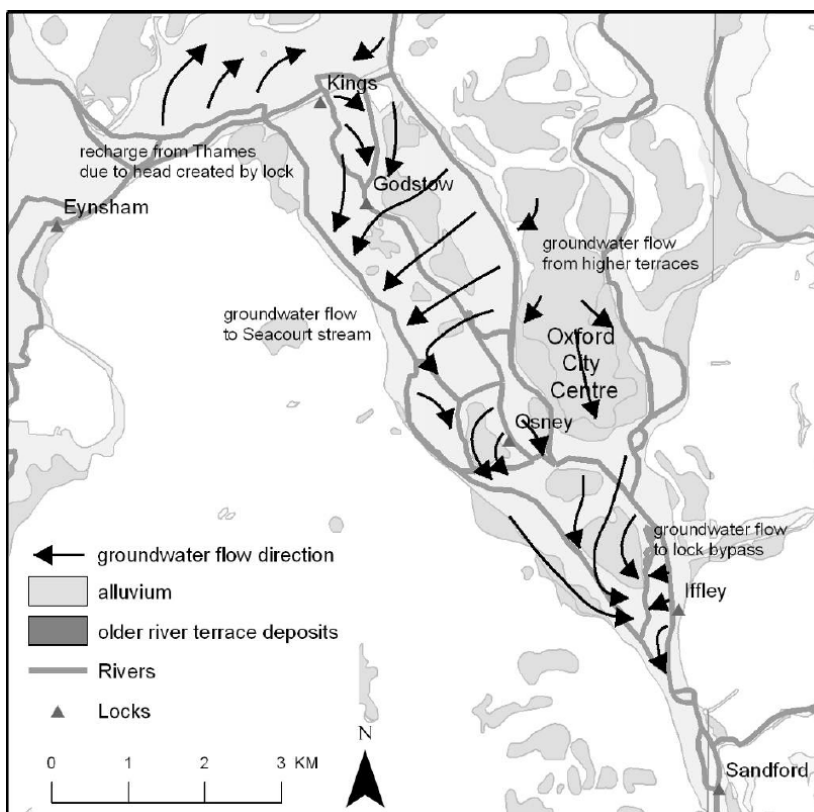 Kings
recharge from Thames
due to head created by lock
Godstow
Eynsham
groundwater flow
from higher terraces
groundwater flow
to Seacourt stream
Oxford
City
Centre
Osney
groundwater flow
to lock bypass
Iffley
groundwater flow direction
alluvium
older river terrace deposits
Rivers
Locks
0 1 2 3 KM
N
Sandford